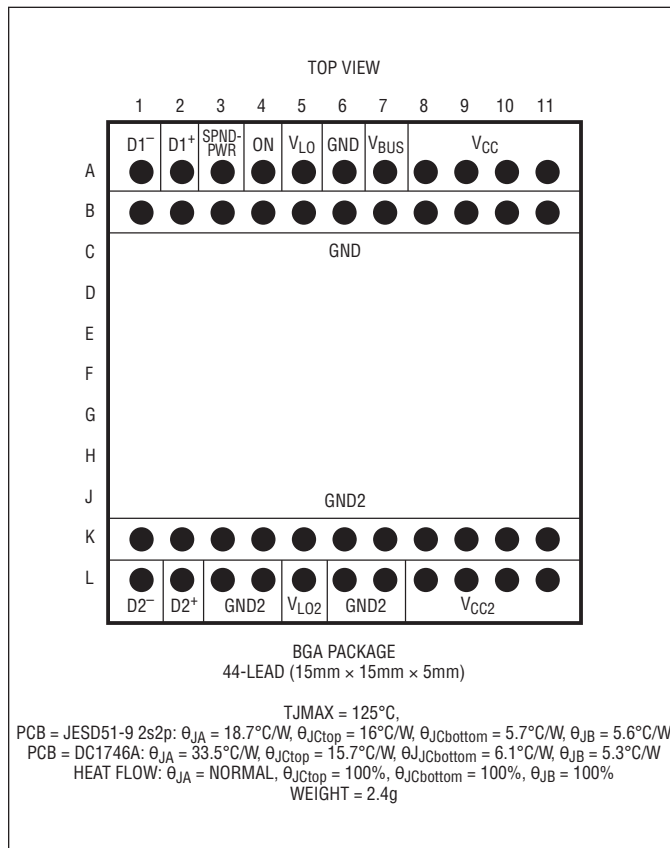 TOP VIEW
1 2 3 4 5 6 7 8 9 10 11
D1– D1+ SPND-PWR ON VLO GND VBUS VCC
A
B
C GND
D
E
F
G
H
J GND2
K
L
D2– D2+ GND2 VLO2 GND2 VCC2
BGA PACKAGE
44-LEAD (15mm × 15mm × 5mm)
TJMAX = 125°C,
PCB = JESD51-9 2s2p: θJA = 18.7°C/W, θJCtop = 16°C/W, θJCbottom = 5.7°C/W, θJB = 5.6°C/W
PCB = DC1746A: θJA = 33.5°C/W, θJCtop = 15.7°C/W, θJJCbottom = 6.1°C/W, θJB = 5.3°C/W
HEAT FLOW: θJA = NORMAL, θJCtop = 100%, θJCbottom = 100%, θJB = 100%
WEIGHT = 2.4g